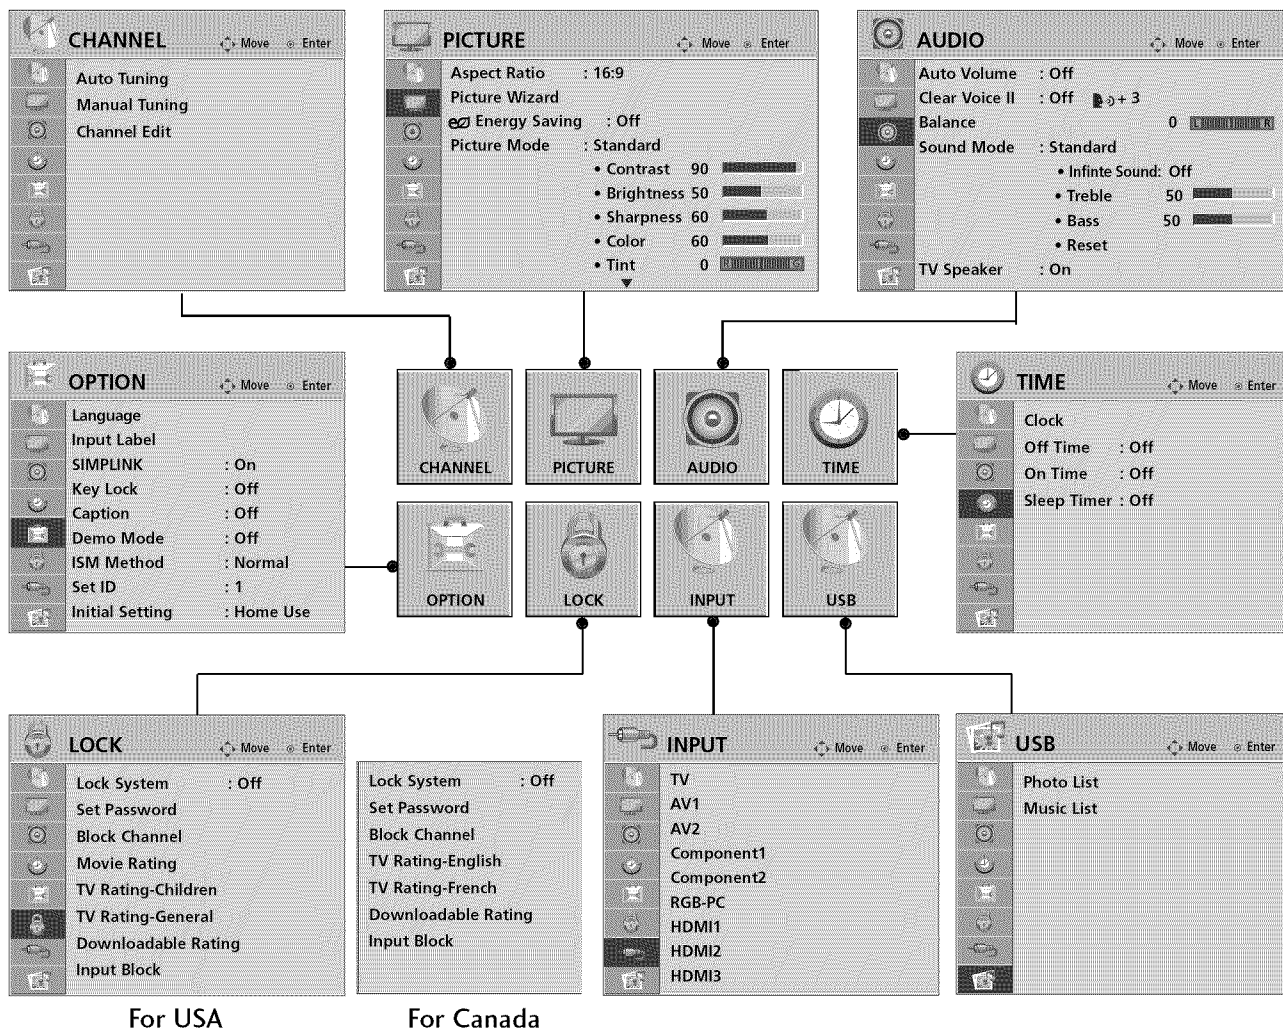 CHANNEL Move Enter
Auto Tuning
Manual Tuning
Channel Edit
PICTURE Move Enter
Aspect Ratio : 16:9
Picture Wizard
Energy Saving : Off
Picture Mode : Standard
• Contrast 90
• Brightness 50
• Sharpness 60
• Color 60
• Tint 0 R G
AUDIO Move Enter
Auto Volume : Off
Clear Voice II : Off + 3
Balance 0 L R
Sound Mode : Standard
• Infinte Sound: Off
• Treble 50
• Bass 50
• Reset
TV Speaker : On
OPTION Move Enter
Language
Input Label
SIMPLINK : On
Key Lock : Off
Caption : Off
Demo Mode : Off
ISM Method : Normal
Set ID : 1
Initial Setting : Home Use
CHANNEL
PICTURE
AUDIO
TIME
OPTION
LOCK
INPUT
USB
TIME Move Enter
Clock
Off Time : Off
On Time : Off
Sleep Timer : Off
LOCK Move Enter
Lock System : Off
Set Password
Block Channel
Movie Rating
TV Rating-Children
TV Rating-General
Downloadable Rating
Input Block
For USA
Lock System : Off
Set Password
Block Channel
TV Rating-English
TV Rating-French
Downloadable Rating
Input Block
For Canada
INPUT Move Enter
TV
AV1
AV2
Component1
Component2
RGB-PC
HDMI1
HDMI2
HDMI3
USB Move Enter
Photo List
Music List